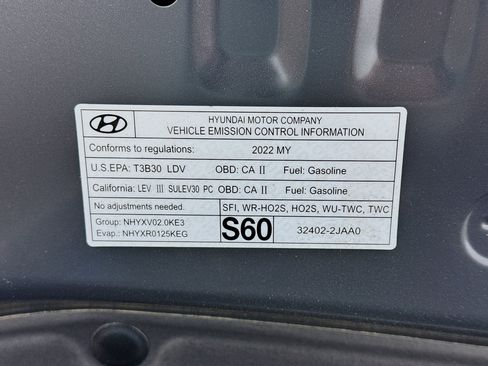 HYUNDAI MOTOR COMPANY
VEHICLE EMISSION CONTROL INFORMATION
Conforms to regulations: 2022 MY
U.S.EPA: T3B30 LDV OBD: CA II Fuel: Gasoline
California: LEV III SULEV30 PC OBD: CA II Fuel: Gasoline
No adjustments needed. SFI, WR-HO2S, HO2S, WU-TWC, TWC
Group: NHYXV02.0KE3
Evap.: NHYXR0125KEG
S60
32402-2JAA0